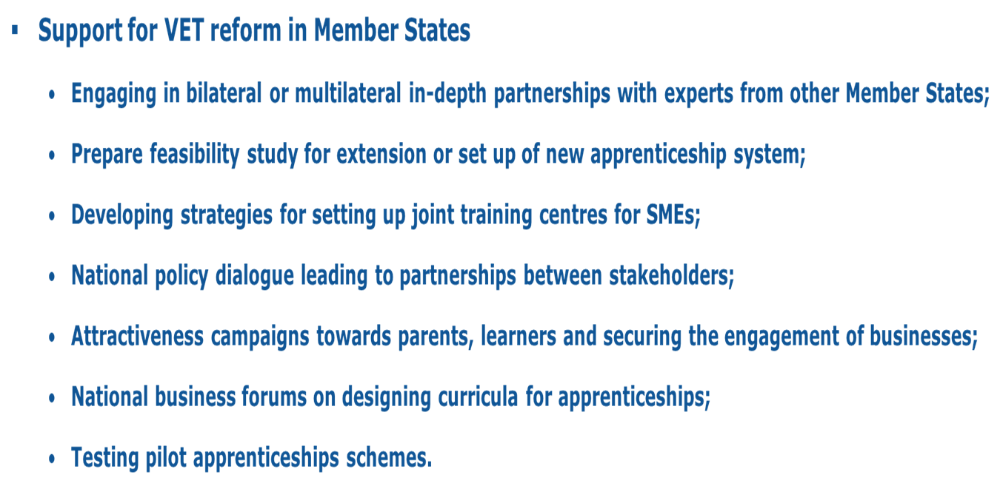 ▪ Support for VET reform in Member States
• Engaging in bilateral or multilateral in-depth partnerships with experts from other Member States;
• Prepare feasibility study for extension or set up of new apprenticeship system;
• Developing strategies for setting up joint training centres for SMEs;
• National policy dialogue leading to partnerships between stakeholders;
• Attractiveness campaigns towards parents, learners and securing the engagement of businesses;
• National business forums on designing curricula for apprenticeships;
• Testing pilot apprenticeships schemes.